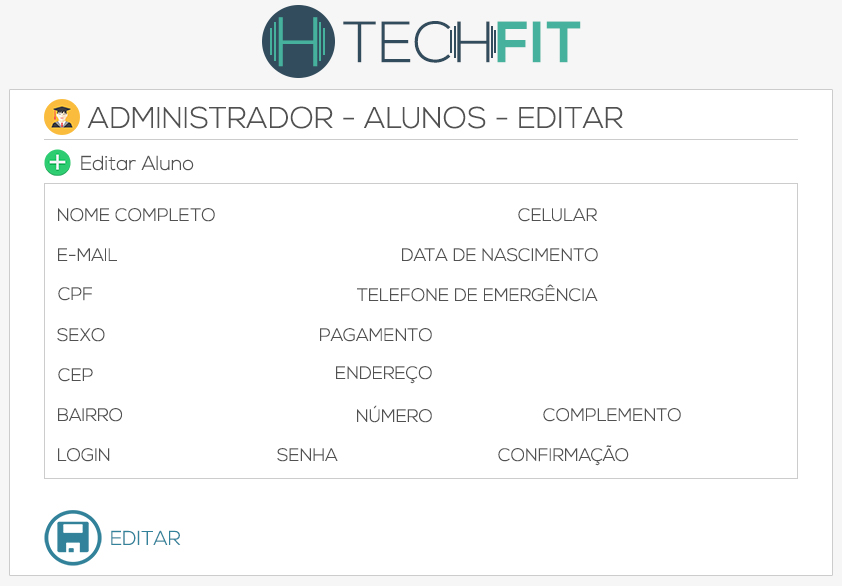 TECHFIT
ADMINISTRADOR - ALUNOS - EDITAR
Editar Aluno
NOME COMPLETO CELULAR
E-MAIL DATA DE NASCIMENTO
CPF TELEFONE DE EMERGÊNCIA
SEXO PAGAMENTO
CEP ENDEREÇO
BAIRRO NÚMERO COMPLEMENTO
LOGIN SENHA CONFIRMAÇÃO
EDITAR